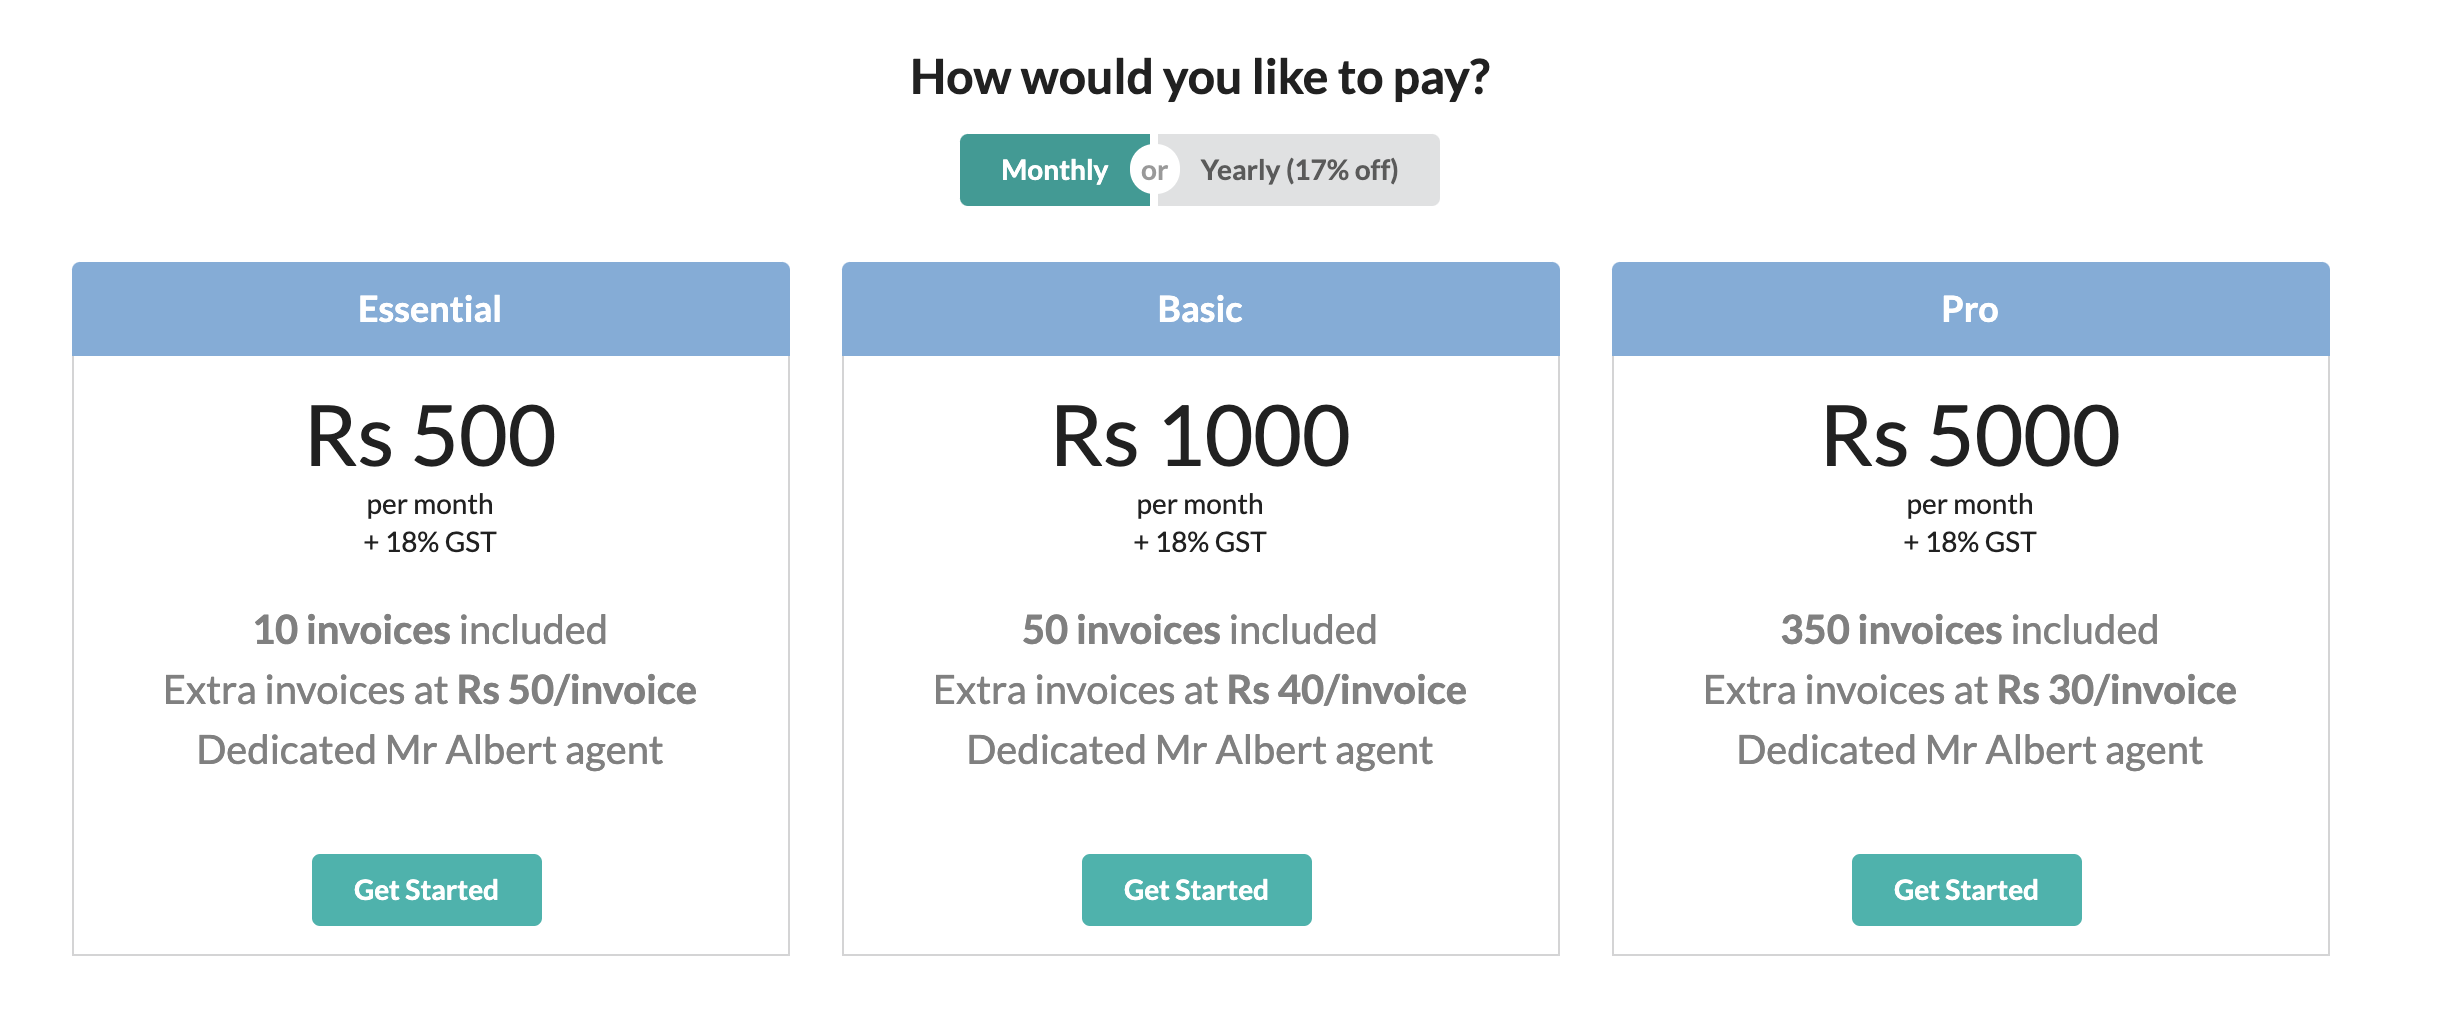 How would you like to pay?
Monthly or Yearly (17% off)
Essential
Rs 500
per month
+ 18% GST
10 invoices included
Extra invoices at Rs 50/invoice
Dedicated Mr Albert agent
Get Started
Basic
Rs 1000
per month
+ 18% GST
50 invoices included
Extra invoices at Rs 40/invoice
Dedicated Mr Albert agent
Get Started
Pro
Rs 5000
per month
+ 18% GST
350 invoices included
Extra invoices at Rs 30/invoice
Dedicated Mr Albert agent
Get Started